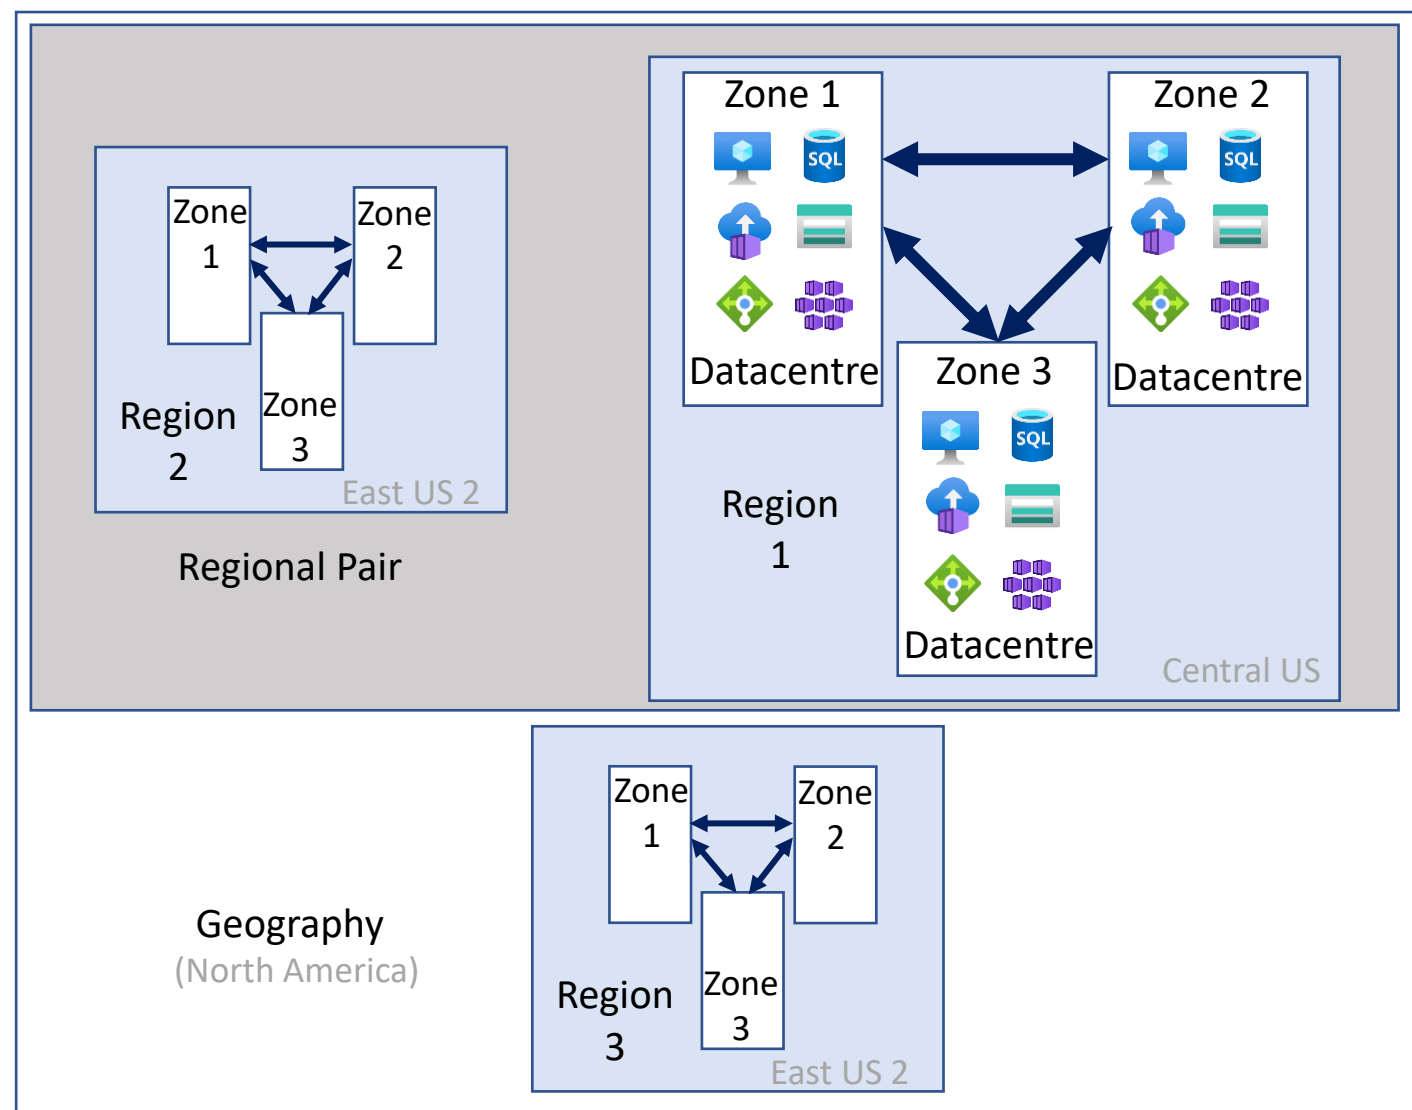 Zone 1
SQL
Datacentre
Zone 2
SQL
Datacentre
Zone 3
SQL
Datacentre
Region
1
Central US
Zone
1
Zone
2
Zone
3
Region
2
East US 2
Regional Pair
Zone
1
Zone
2
Zone
3
Region
3
East US 2
Geography
(North America)